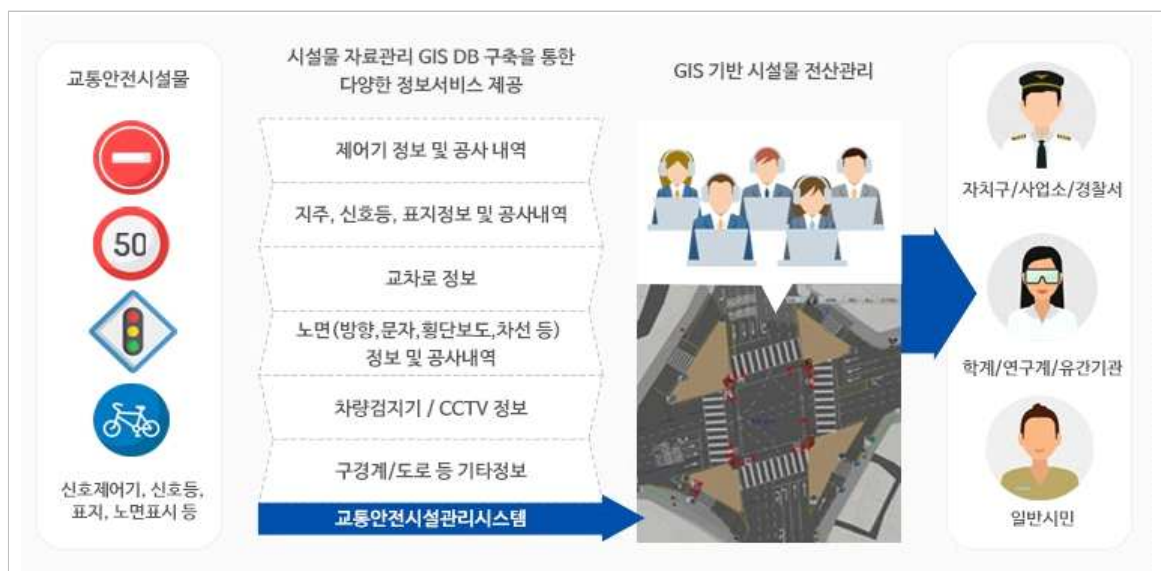 교통안전시설물
50
신호제어기, 신호등,
표지, 노면표시 등
시설물 자료관리 GIS DB 구축을 통한
다양한 정보서비스 제공
제어기 정보 및 공사 내역
지주, 신호등, 표지정보 및 공사내역
교차로 정보
노면(방향,문자,횡단보도,차선 등)
정보 및 공사내역
차량검지기 / CCTV 정보
구경계/도로 등 기타정보
교통안전시설관리시스템
GIS 기반 시설물 전산관리
자치구/사업소/경찰서
학계/연구계/유간기관
일반시민